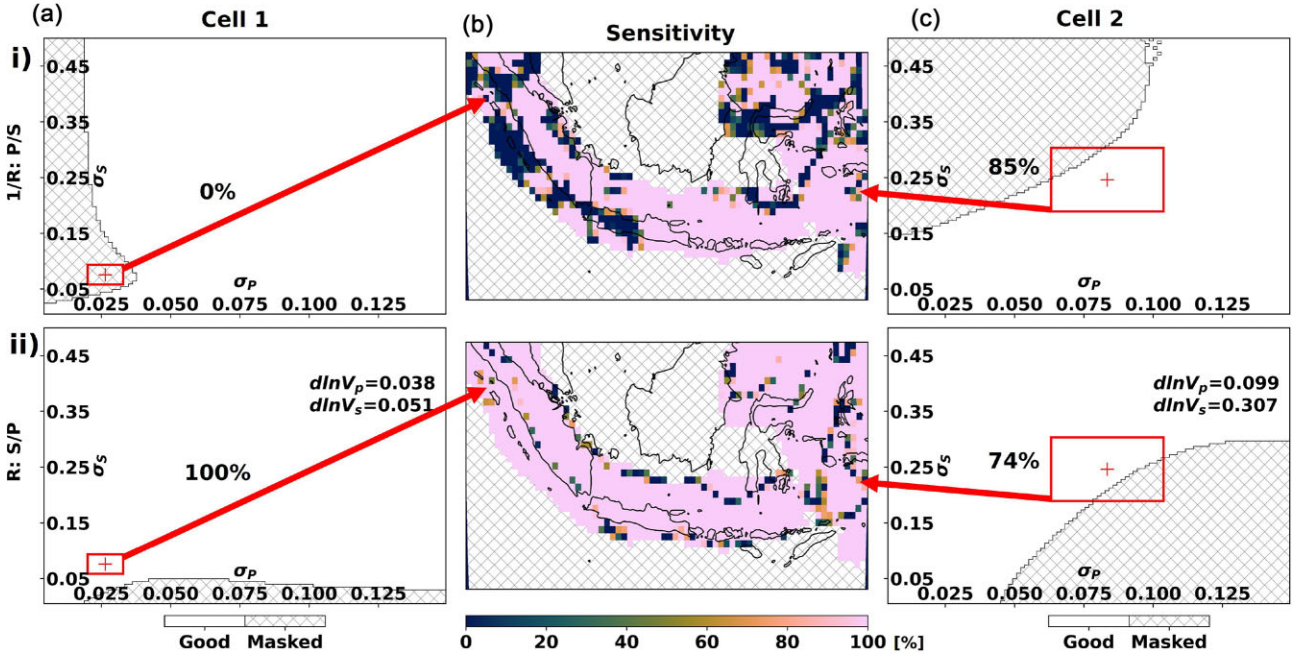 (a) Cell 1
(b) Sensitivity
(c) Cell 2
i)
1/R: P/S
0.45
0.35
0.25
0.15
0.05
σS
0%
σP
0.025 0.050 0.075 0.100 0.125
0.45
0.35
0.25
0.15
0.05
σS
85%
σP
0.025 0.050 0.075 0.100 0.125
ii)
R: S/P
0.45
0.35
0.25
0.15
0.05
σS
dlnVp=0.038
dlnVs=0.051
100%
σP
0.025 0.050 0.075 0.100 0.125
0.45
0.35
0.25
0.15
0.05
σS
dlnVp=0.099
dlnVs=0.307
74%
σP
0.025 0.050 0.075 0.100 0.125
Good Masked
0 20 40 60 80 100 [%]
Good Masked